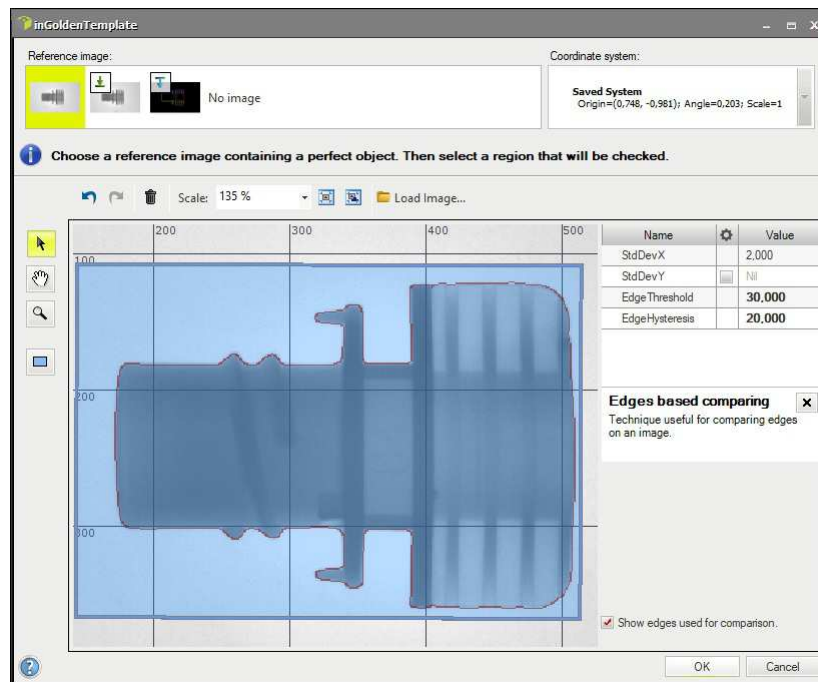 inGoldenTemplate
Reference image:
Coordinate system:
No image
Saved System
Origin=(0,748, -0,981); Angle=0,203; Scale=1
Choose a reference image containing a perfect object. Then select a region that will be checked.
Scale: 135 % Load Image...
200 300 400 500
100
200
300
Name Value
StdDevX 2,000
StdDevY Nil
EdgeThreshold 30,000
EdgeHysteresis 20,000
Edges based comparing
Technique useful for comparing edges
on an image.
Show edges used for comparison.
OK Cancel